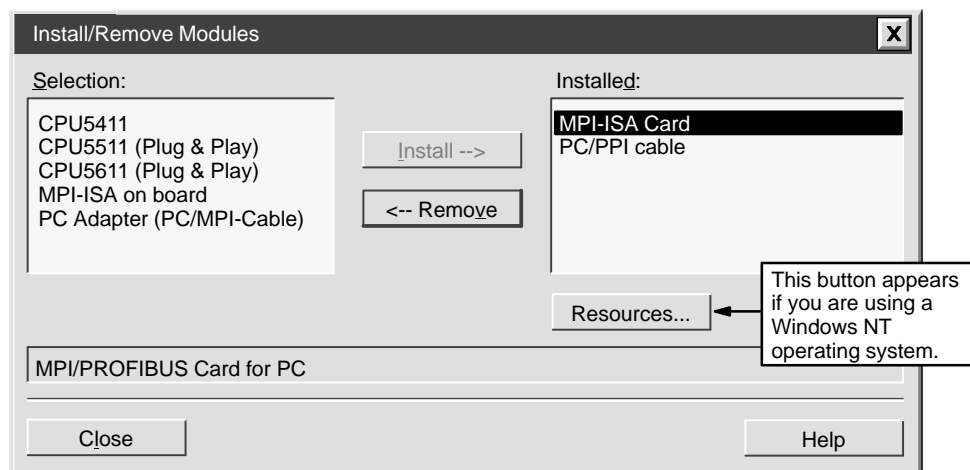 Install/Remove Modules
X
Selection:
CPU5411
CPU5511 (Plug & Play)
CPU5611 (Plug & Play)
MPI-ISA on board
PC Adapter (PC/MPI-Cable)
Install -->
<-- Remove
Installed:
MPI-ISA Card
PC/PPI cable
Resources...
This button appears
if you are using a
Windows NT
operating system.
MPI/PROFIBUS Card for PC
Close
Help